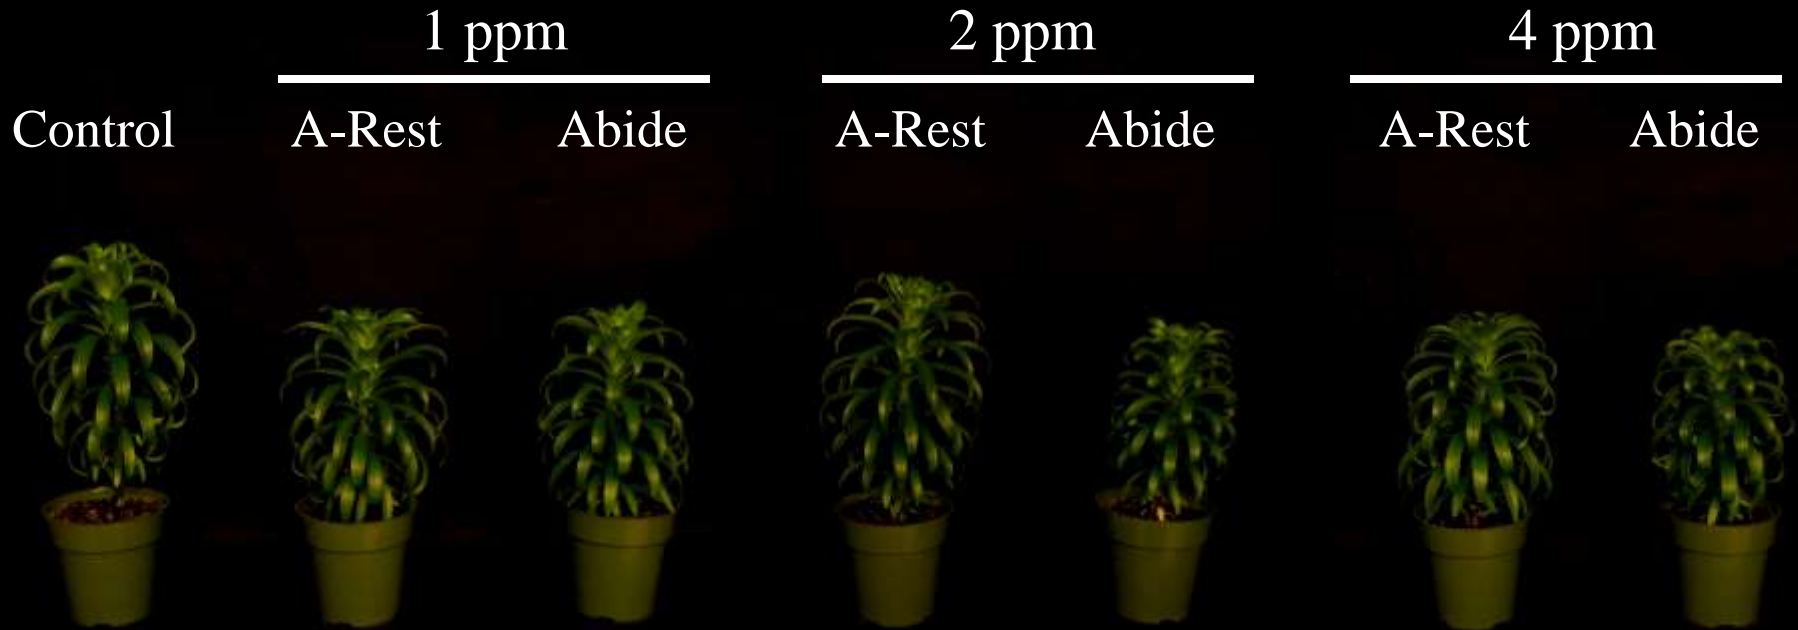 1 ppm 2 ppm 4 ppm
Control A-Rest Abide A-Rest Abide A-Rest Abide